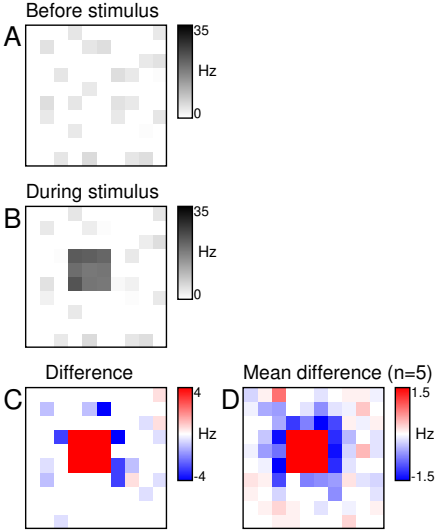 Before stimulus
A
35
Hz
0
During stimulus
B
35
Hz
0
Difference
C
4
Hz
-4
Mean difference (n=5)
D
1.5
Hz
-1.5